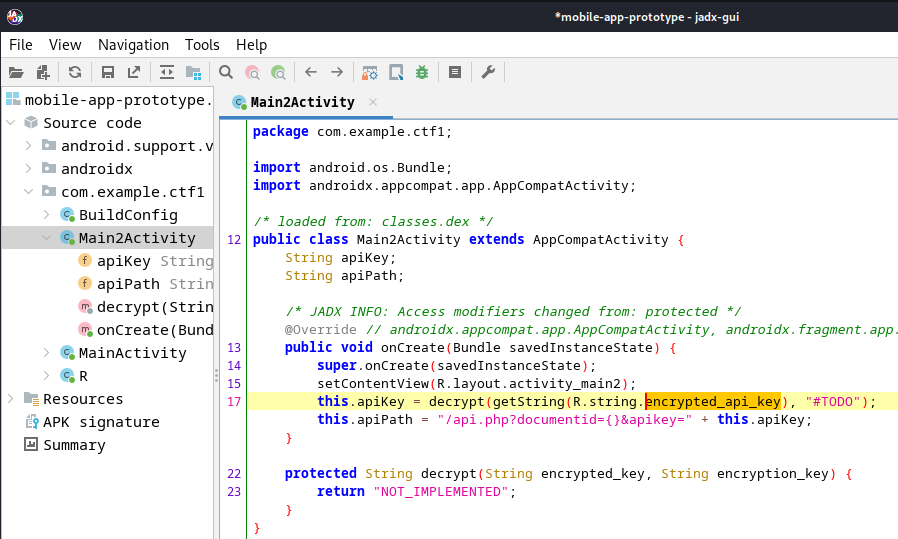 *mobile-app-prototype - jadx-gui
File View Navigation Tools Help
mobile-app-prototype.
Source code
android.support.v
androidx
com.example.ctf1
BuildConfig
Main2Activity
apiKey String
apiPath Strin
decrypt(Strin
onCreate(Bund
MainActivity
R
Resources
APK signature
Summary
Main2Activity
package com.example.ctf1;
import android.os.Bundle;
import androidx.appcompat.app.AppCompatActivity;
/* loaded from: classes.dex */
12 public class Main2Activity extends AppCompatActivity {
String apiKey;
String apiPath;
/* JADX INFO: Access modifiers changed from: protected */
@Override // androidx.appcompat.app.AppCompatActivity, androidx.fragment.app.
13 public void onCreate(Bundle savedInstanceState) {
14 super.onCreate(savedInstanceState);
15 setContentView(R.layout.activity_main2);
17 this.apiKey = decrypt(getString(R.string.encrypted_api_key), "#TODO");
this.apiPath = "/api.php?documentid={}&apikey=" + this.apiKey;
}
22 protected String decrypt(String encrypted_key, String encryption_key) {
23 return "NOT_IMPLEMENTED";
}
}